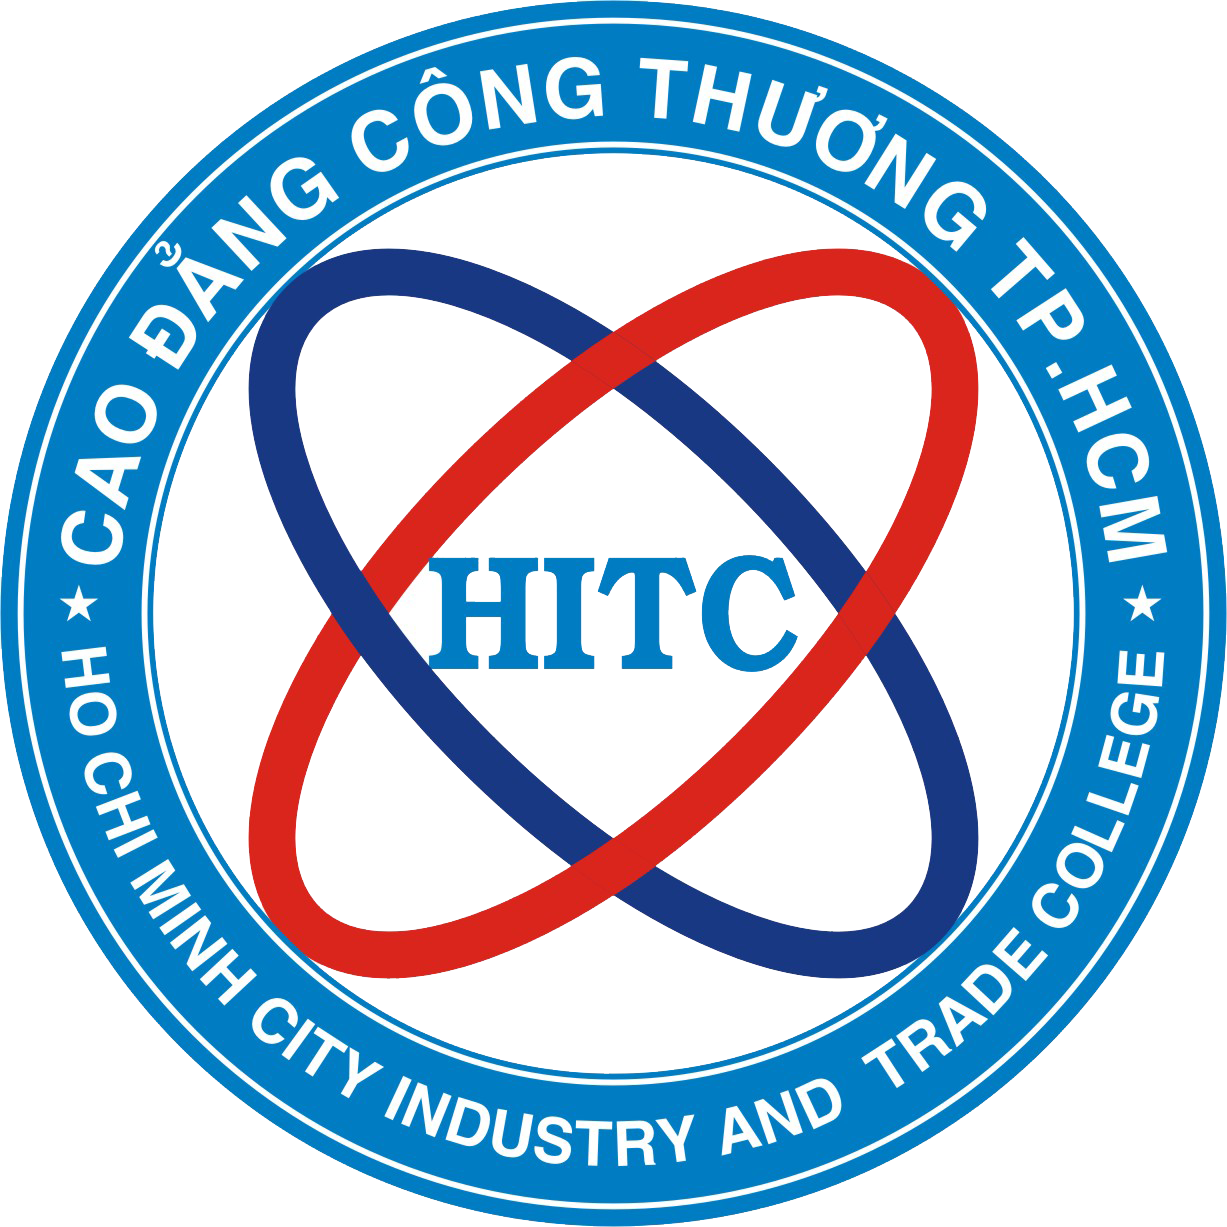 CAO ĐẲNG CÔNG THƯƠNG TP.HCM
HITC
★ HO CHI MINH CITY INDUSTRY AND TRADE COLLEGE ★